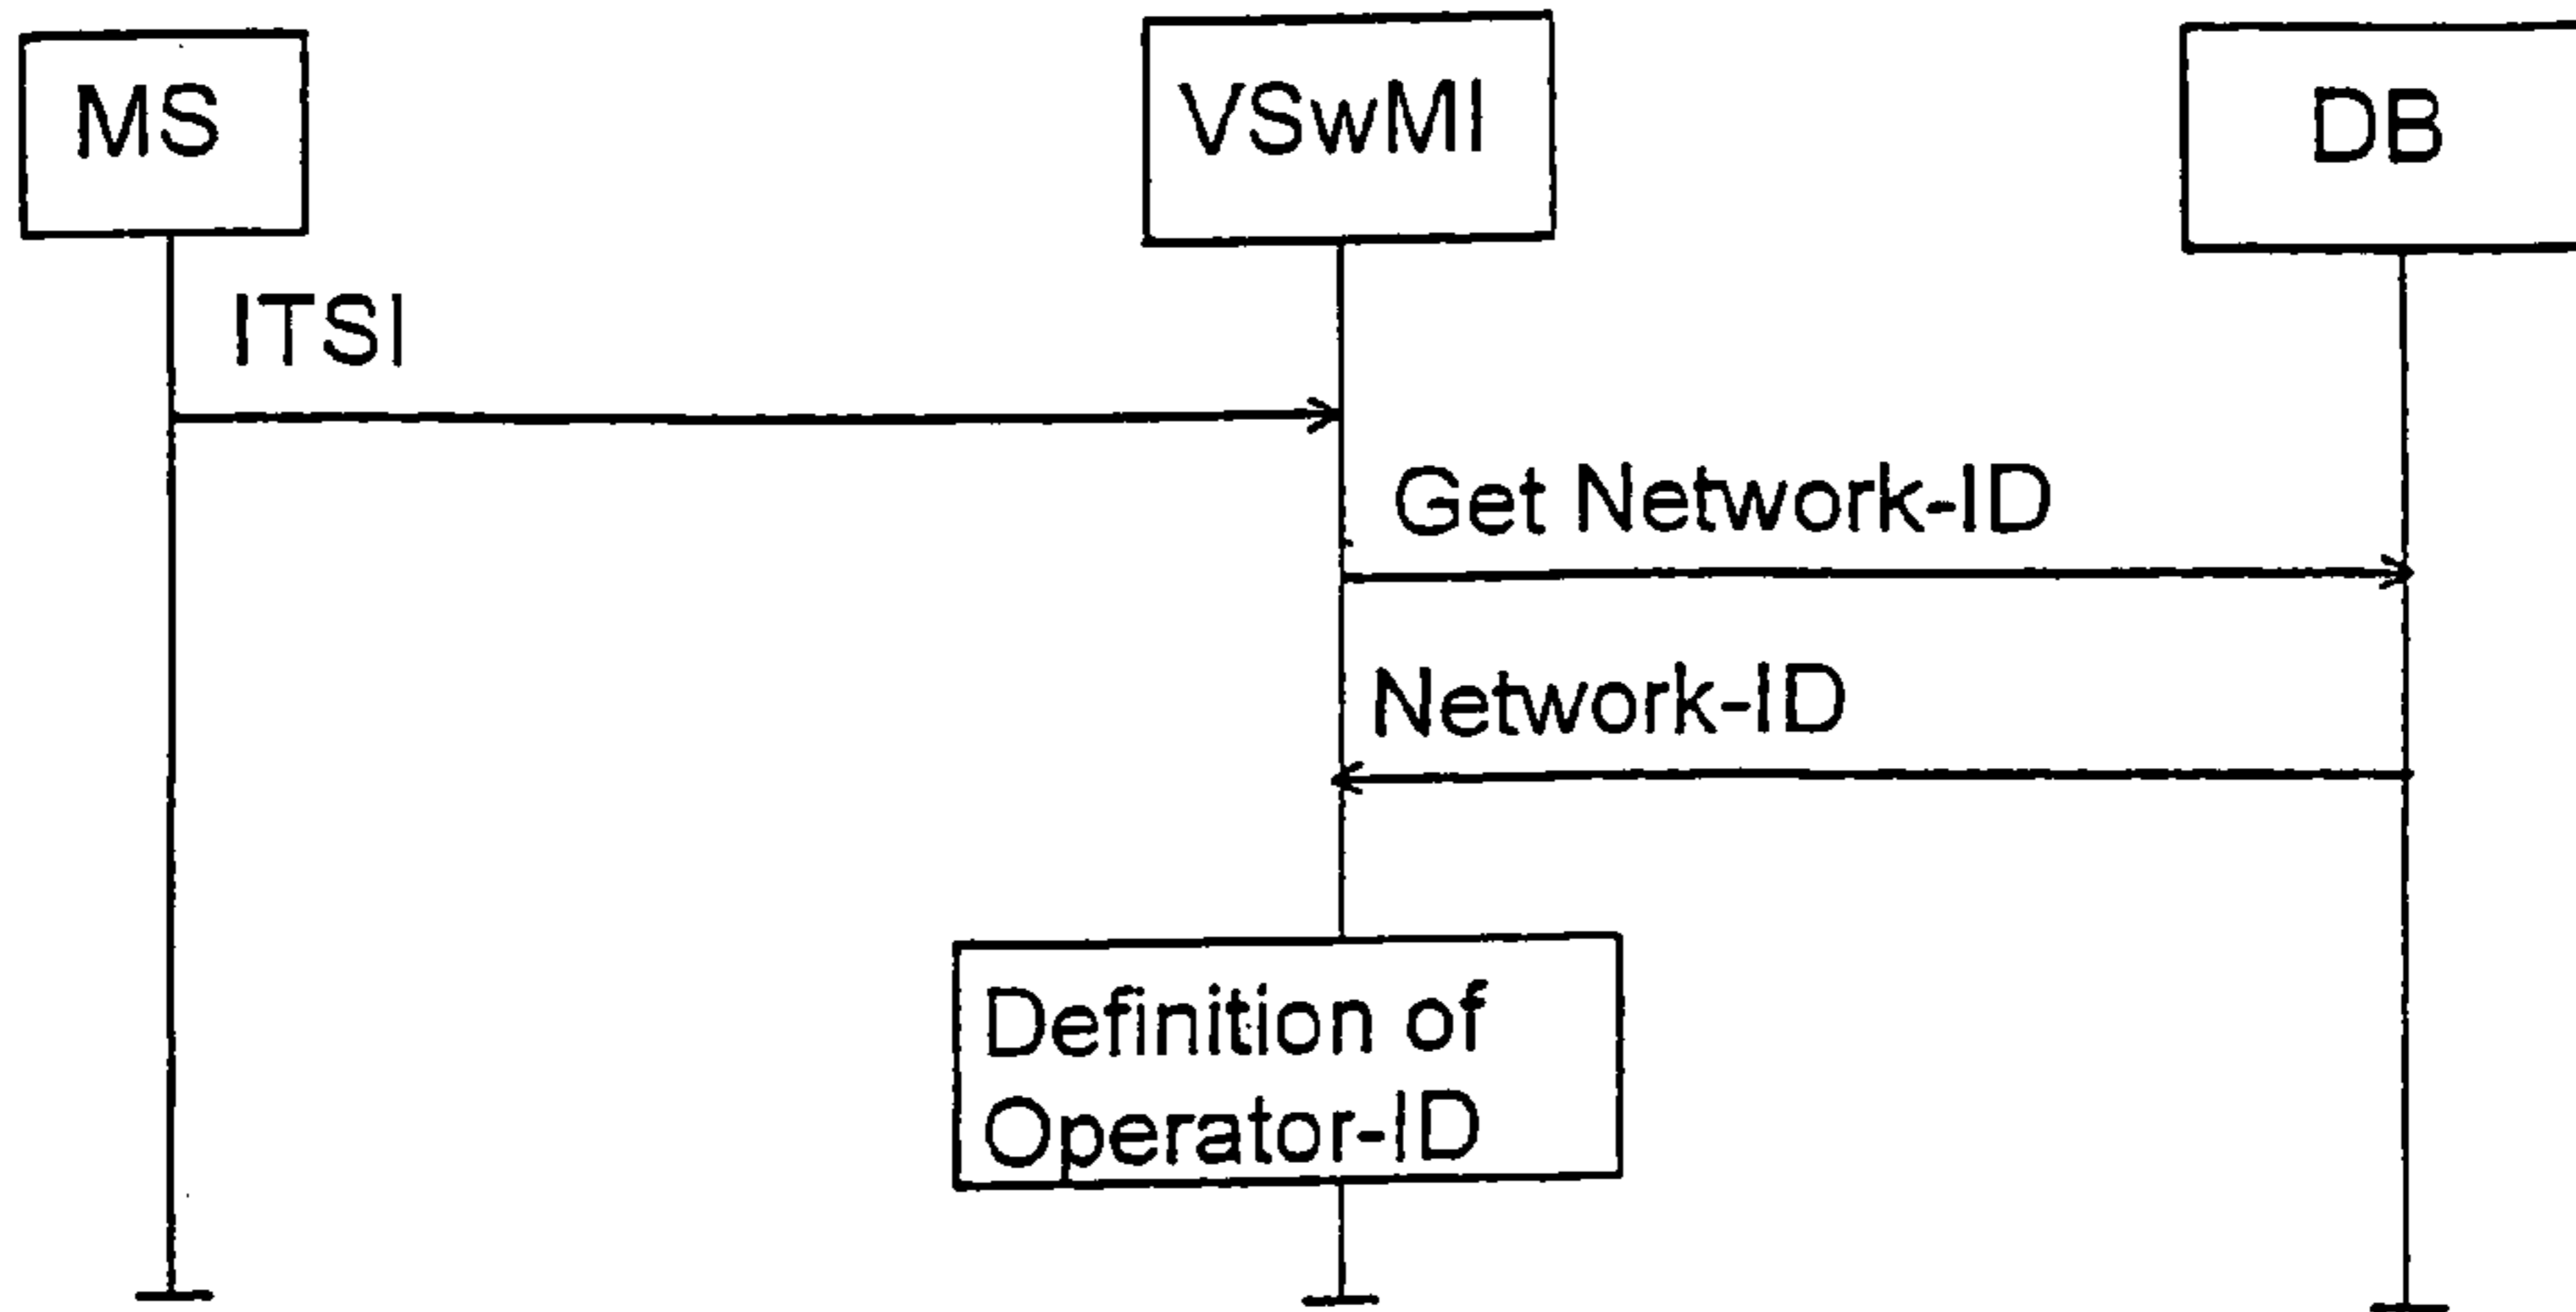 MS
VSwMI
DB
ITSI
Get Network-ID
Network-ID
Definition of
Operator-ID